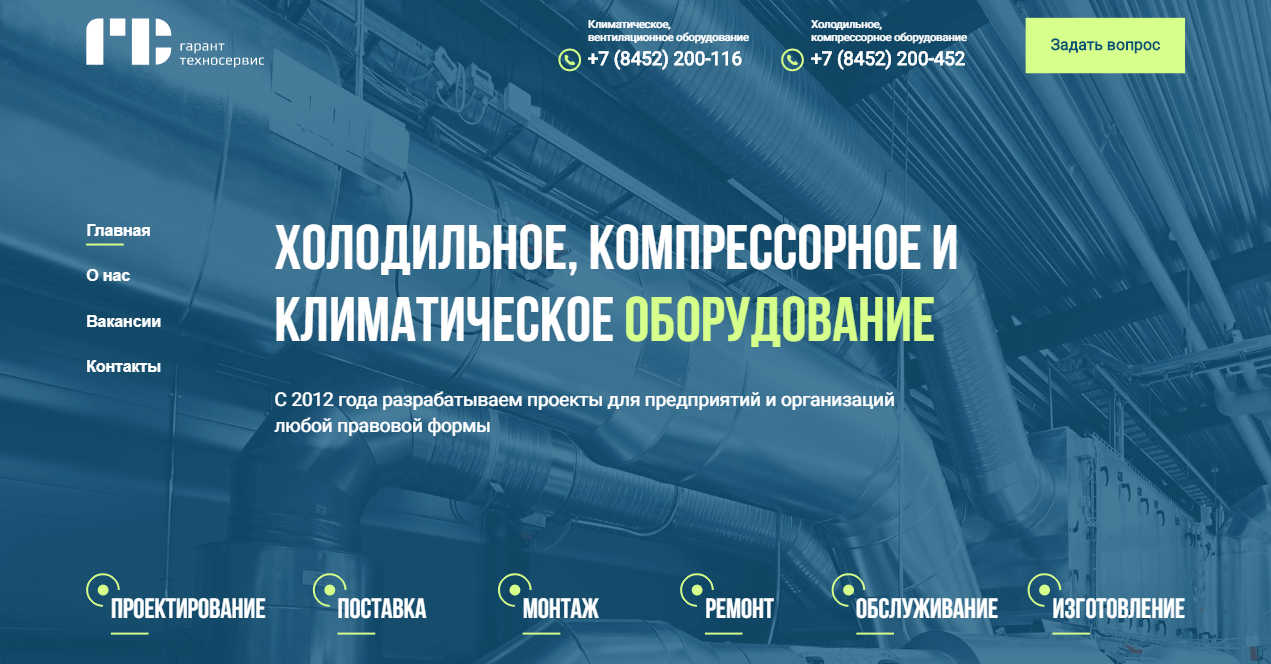 ГС
гарант
техносервис
Климатическое,
вентиляционное оборудование
+7 (8452) 200-116
Холодильное,
компрессорное оборудование
+7 (8452) 200-452
Задать вопрос
Главная
О нас
Вакансии
Контакты
ХОЛОДИЛЬНОЕ, КОМПРЕССОРНОЕ И
КЛИМАТИЧЕСКОЕ ОБОРУДОВАНИЕ
С 2012 года разрабатываем проекты для предприятий и организаций
любой правовой формы
ПРОЕКТИРОВАНИЕ
ПОСТАВКА
МОНТАЖ
РЕМОНТ
ОБСЛУЖИВАНИЕ
ИЗГОТОВЛЕНИЕ